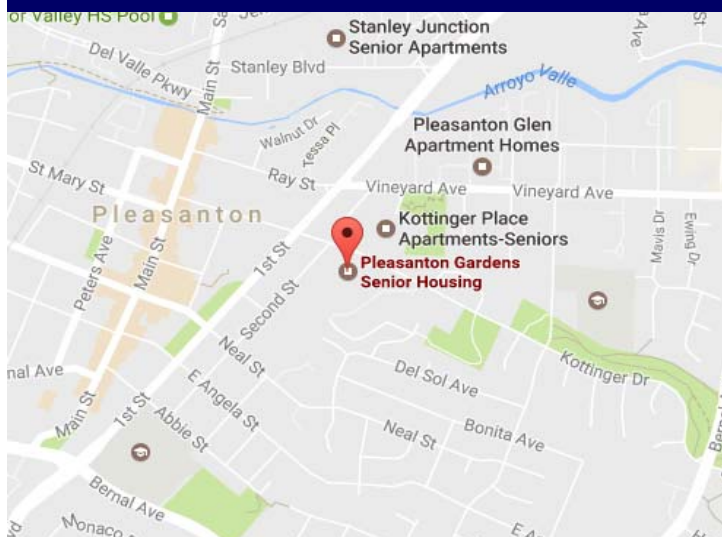 or Valley HS Pool
Stanley Junction
Senior Apartments
Del Valle Pkwy
Stanley Blvd
Main St
Arroyo Valle
Walnut Dr
Tessa Pl
Pleasanton Glen
Apartment Homes
St Mary St
Ray St
Vineyard Ave
Vineyard Ave
Pleasanton
Kottinger Place
Apartments-Seniors
Mavis Dr
Ewing Dr
Peters Ave
Main St
1st St
Second St
Pleasanton Gardens
Senior Housing
Neal St
Kottinger Dr
Del Sol Ave
nal Ave
E Angela St
Main St
1st St
Abbie St
Neal St
Bonita Ave
Bernal Ave
Monaco